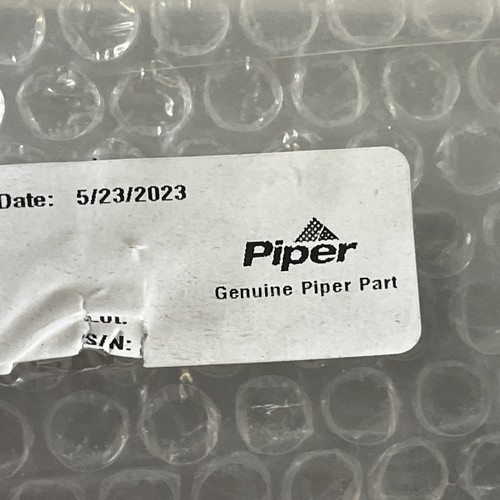 Date: 5/23/2023
Piper
Genuine Piper Part
S/N: